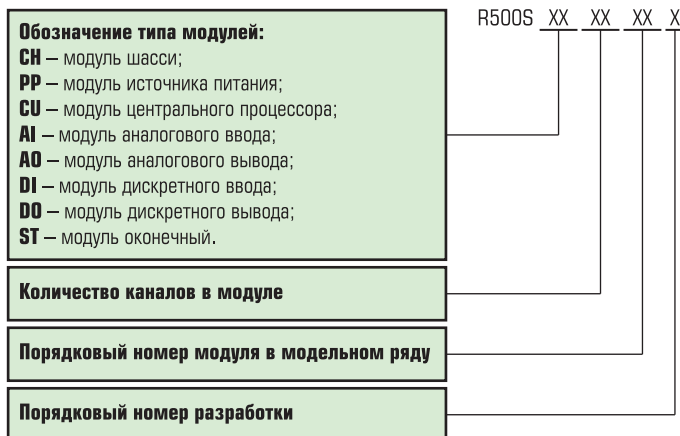 R500S XX XX XX X
Обозначение типа модулей:
CH – модуль шасси;
PP – модуль источника питания;
CU – модуль центрального процессора;
AI – модуль аналогового ввода;
AO – модуль аналогового вывода;
DI – модуль дискретного ввода;
DO – модуль дискретного вывода;
ST – модуль оконечный.
Количество каналов в модуле
Порядковый номер модуля в модельном ряду
Порядковый номер разработки